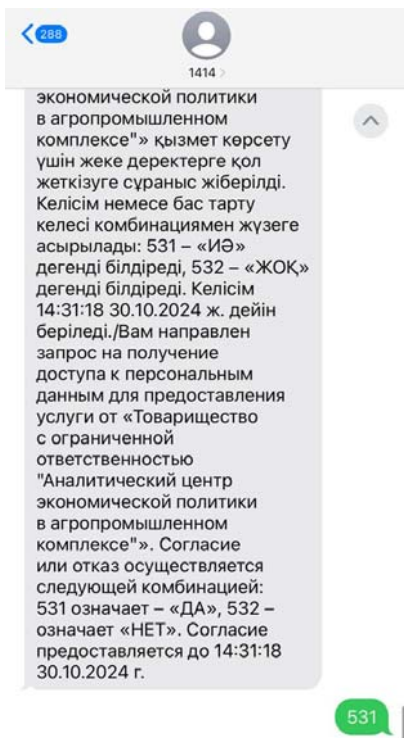 288
1414 >
экономической политики
в агропромышленном
комплексе"» қызмет көрсету
үшін жеке деректерге қол
жеткізуге сұраныс жіберілді.
Келісім немесе бас тарту
келесі комбинациямен жүзеге
асырылады: 531 – «ИӘ»
дегенді білдіреді, 532 – «ЖОҚ»
дегенді білдіреді. Келісім
14:31:18 30.10.2024 ж. дейін
беріледі./Вам направлен
запрос на получение
доступа к персональным
данным для предоставления
услуги от «Товарищество
с ограниченной
ответственностью
"Аналитический центр
экономической политики
в агропромышленном
комплексе"». Согласие
или отказ осуществляется
следующей комбинацией:
531 означает – «ДА», 532 –
означает «НЕТ». Согласие
предоставляется до 14:31:18
30.10.2024 г.
531